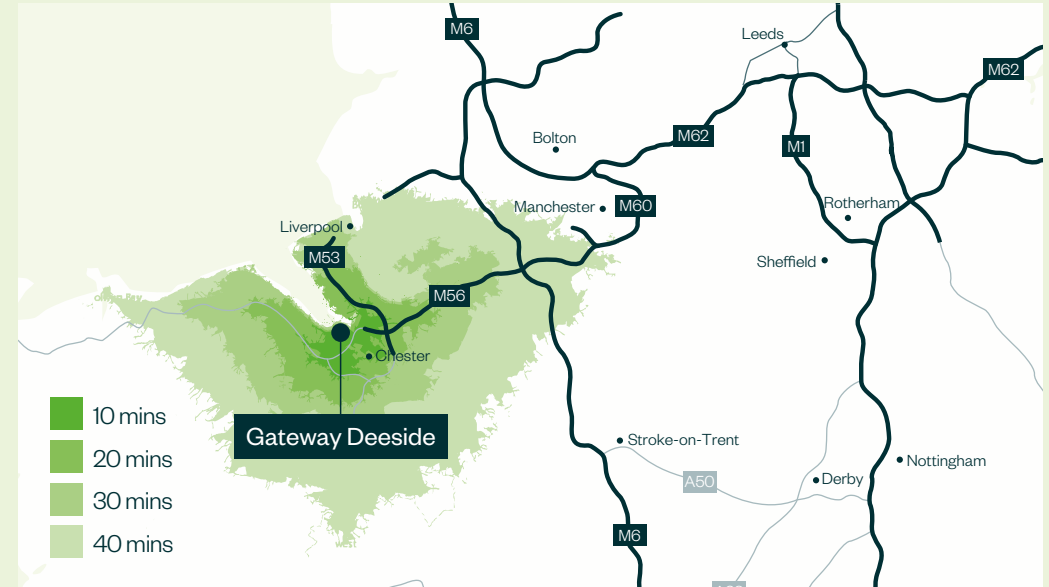 M6
Leeds
M62
Bolton
M62
M1
Manchester
M60
Rotherham
Liverpool
M53
Sheffield
M56
Chester
10 mins
Gateway Deeside
20 mins
Stroke-on-Trent
Nottingham
30 mins
A50
Derby
40 mins
M6